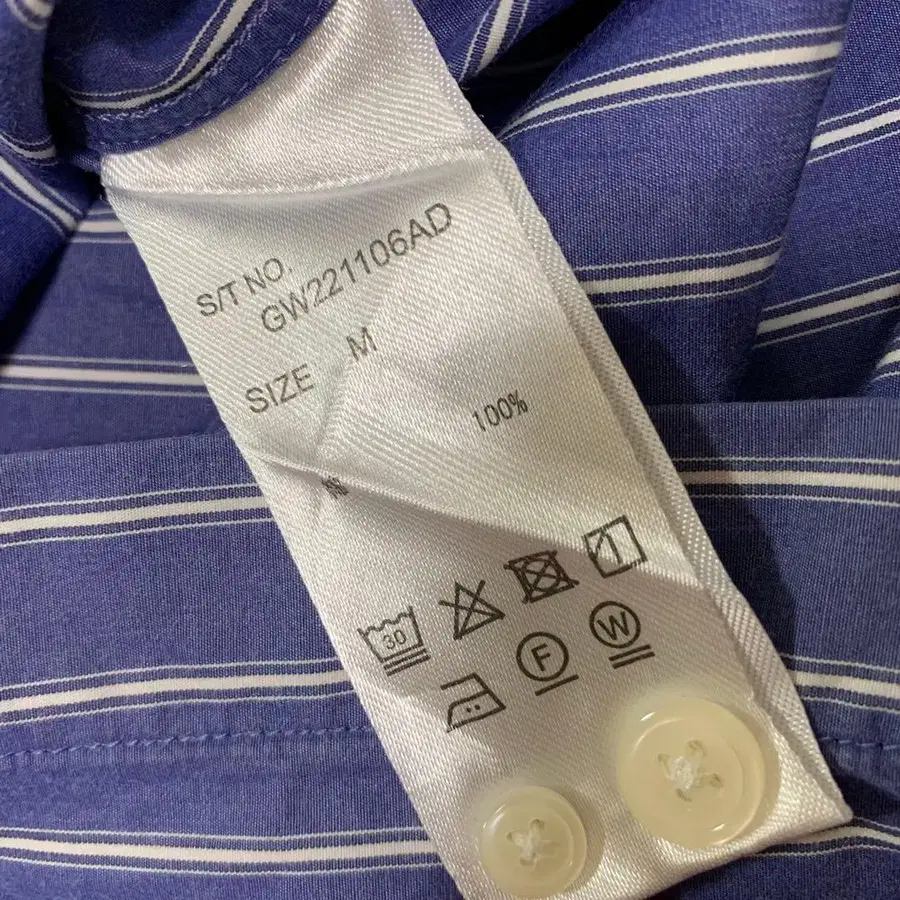 S/T NO.
GW221106AD
SIZE M
100%
30
F W